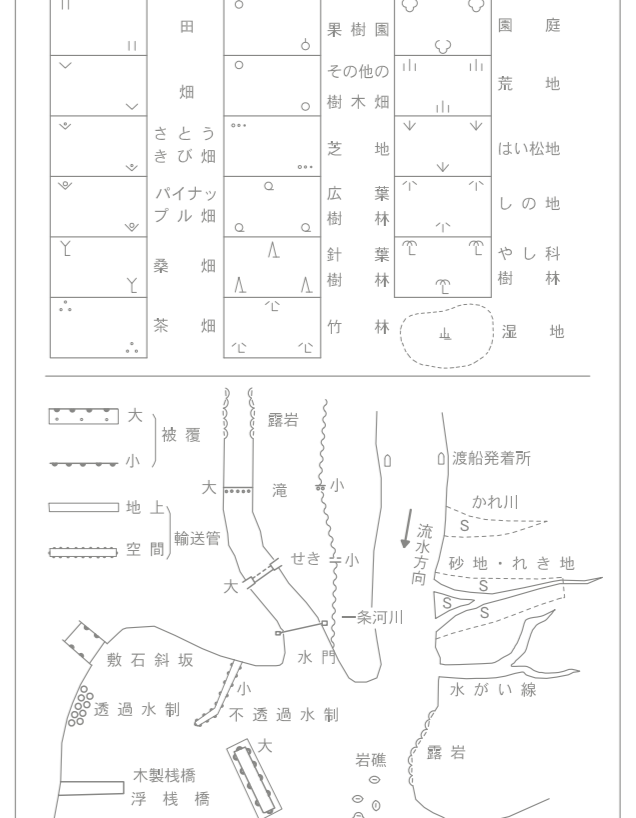 田
畑
さとう
きび畑
パイナッ
プル畑
桑畑
茶畑
果樹園
その他の
樹木畑
芝地
広葉
樹林
針葉
樹林
竹林
園庭
荒地
はい松地
しの地
やし科
樹林
湿地
大
小
被覆
地上
空間
輸送管
露岩
大
滝
小
せき
小
大
一条河川
水門
渡船発着所
かれ川
S
流水方向
砂地・れき地
S
S
S
水がい線
敷石斜坂
透過水制
小
不透過水制
大
木製桟橋
浮桟橋
岩礁
露岩